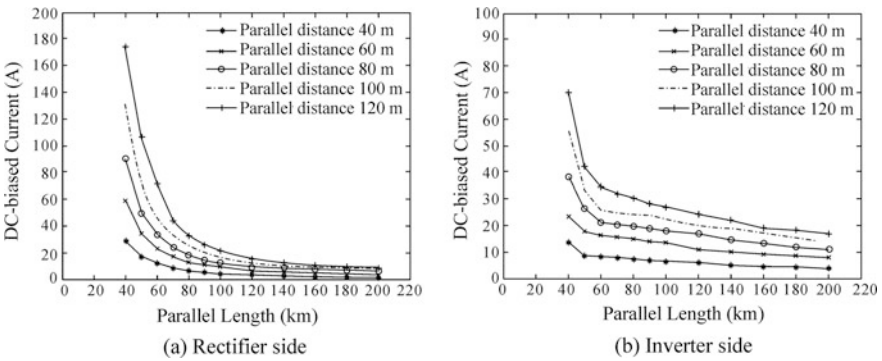 200
180
160
140
120
100
80
60
40
20
0
DC-biased Current (A)
Parallel distance 40 m
Parallel distance 60 m
Parallel distance 80 m
Parallel distance 100 m
Parallel distance 120 m
0 20 40 60 80 100 120 140 160 180 200 220
Parallel Length (km)
(a) Rectifier side
100
90
80
70
60
50
40
30
20
10
0
DC-biased Current (A)
Parallel distance 40 m
Parallel distance 60 m
Parallel distance 80 m
Parallel distance 100 m
Parallel distance 120 m
0 20 40 60 80 100 120 140 160 180 200 220
Parallel Length (km)
(b) Inverter side